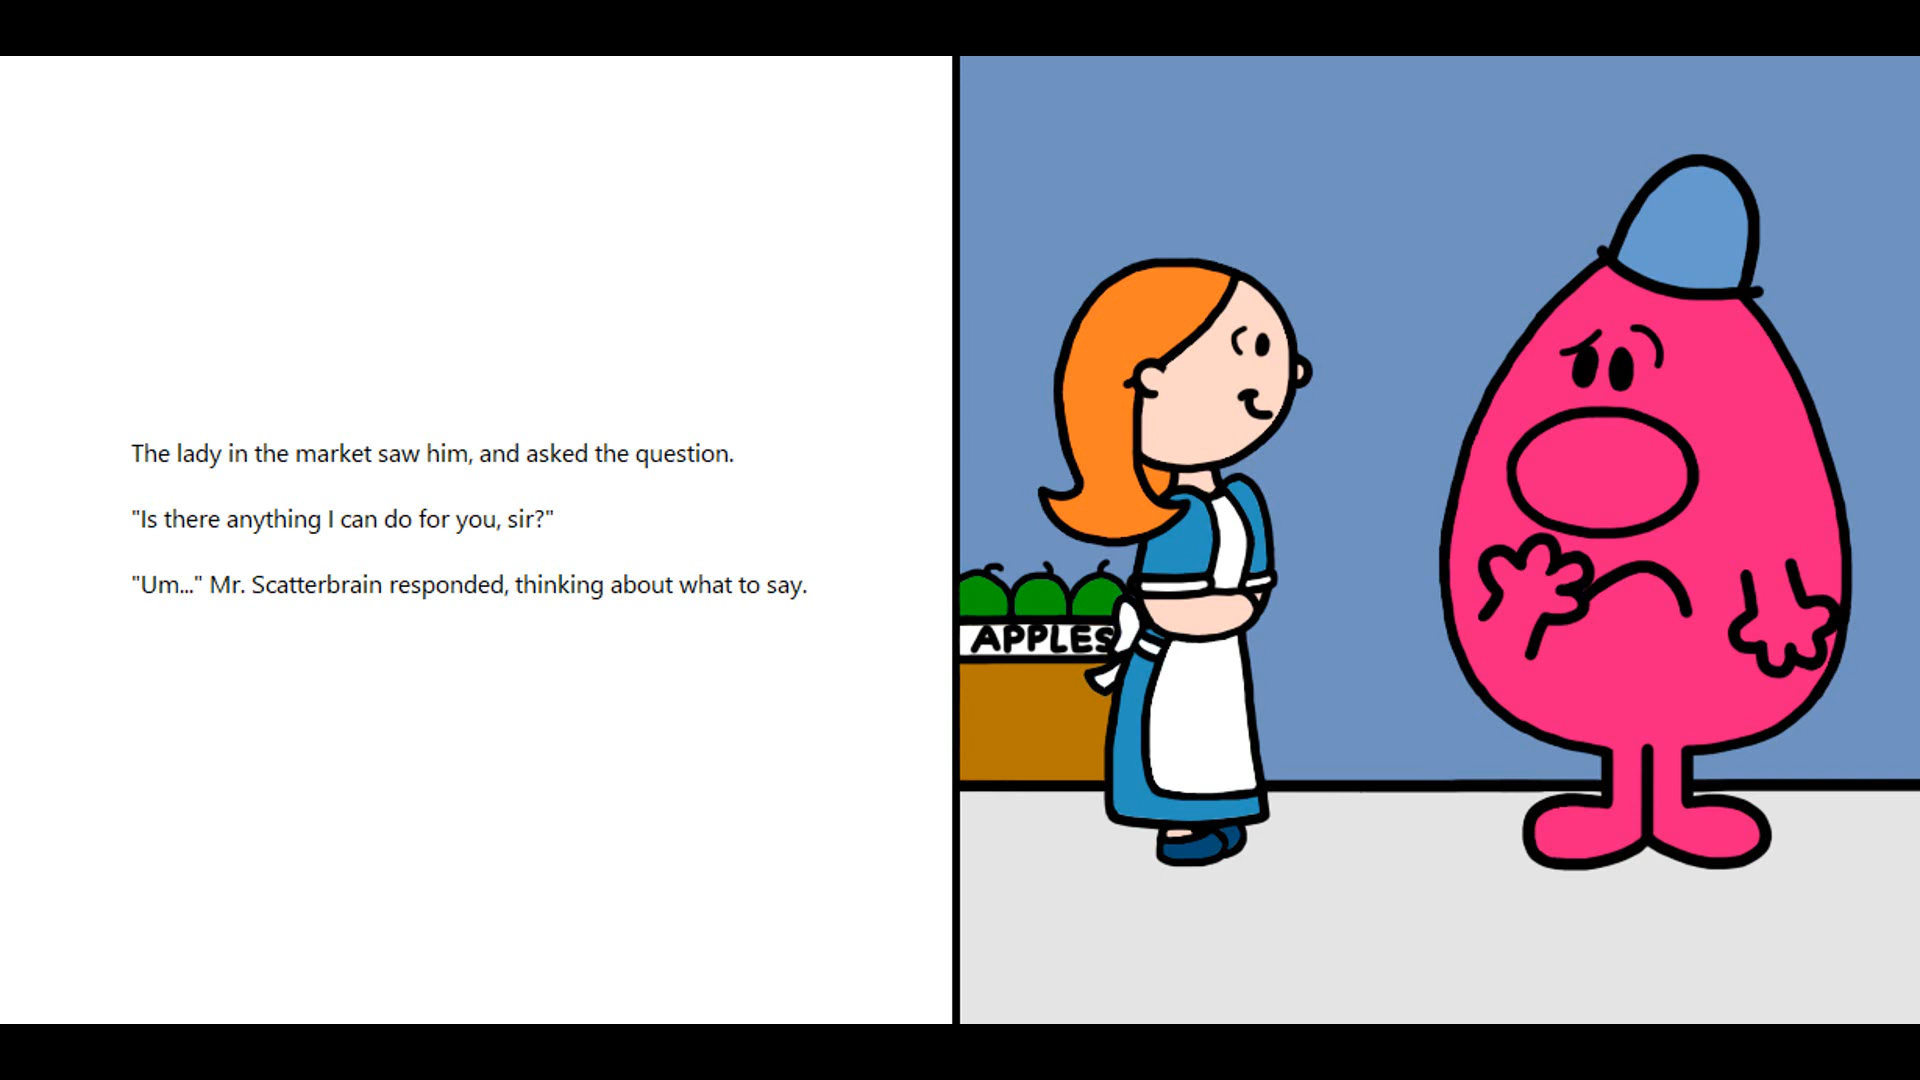 The lady in the market saw him, and asked the question.
"Is there anything I can do for you, sir?"
"Um..." Mr. Scatterbrain responded, thinking about what to say.
APPLES